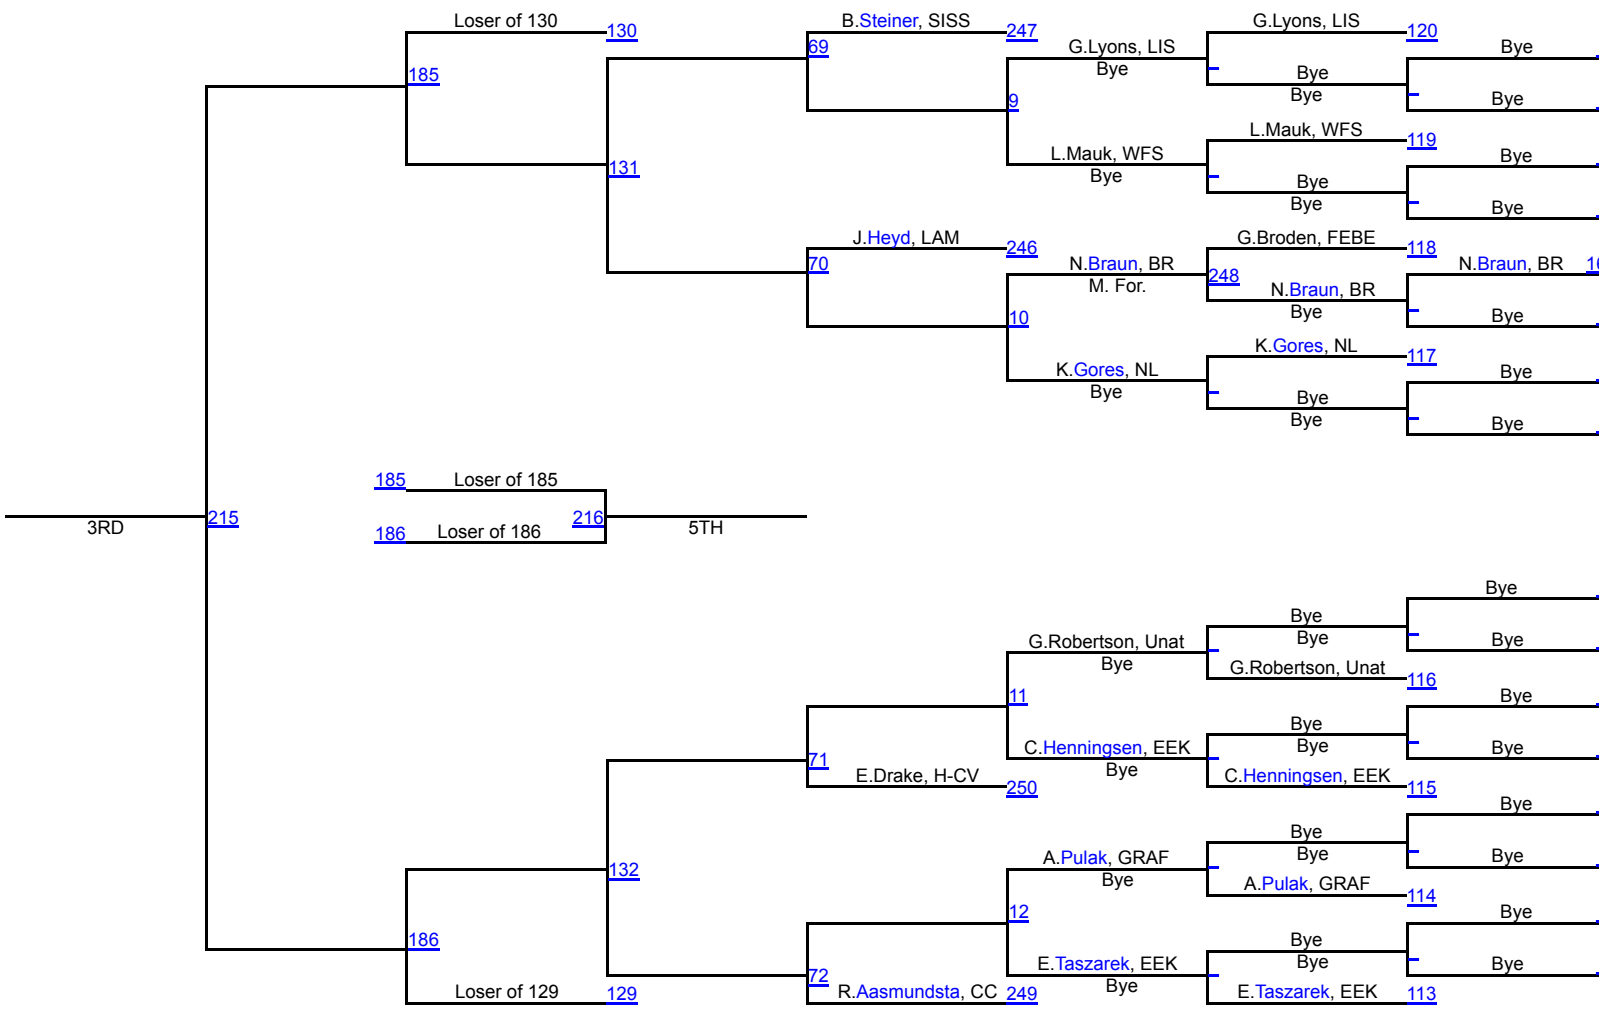 Loser of 130
130
B.Steiner, SISS
247
G.Lyons, LIS
120
69
G.Lyons, LIS
Bye
Bye
185
Bye
Bye
9
Bye
L.Mauk, WFS
119
L.Mauk, WFS
Bye
131
Bye
Bye
Bye
Bye
J.Heyd, LAM
246
G.Broden, FEBE
118
70
N.Braun, BR
M. For.
248
N.Braun, BR
N.Braun, BR
Bye
10
Bye
K.Gores, NL
117
K.Gores, NL
Bye
Bye
Bye
Bye
Bye
185
Loser of 185
3RD
215
216
5TH
186
Loser of 186
Bye
Bye
Bye
G.Robertson, Unat
Bye
Bye
G.Robertson, Unat
116
11
Bye
Bye
Bye
C.Henningsen, EEK
Bye
Bye
71
E.Drake, H-CV
250
C.Henningsen, EEK
115
Bye
Bye
Bye
A.Pulak, GRAF
Bye
Bye
132
A.Pulak, GRAF
114
12
Bye
186
Bye
Bye
E.Taszarek, EEK
Bye
Bye
72
Loser of 129
129
R.Aasmundsta, CC
249
E.Taszarek, EEK
113